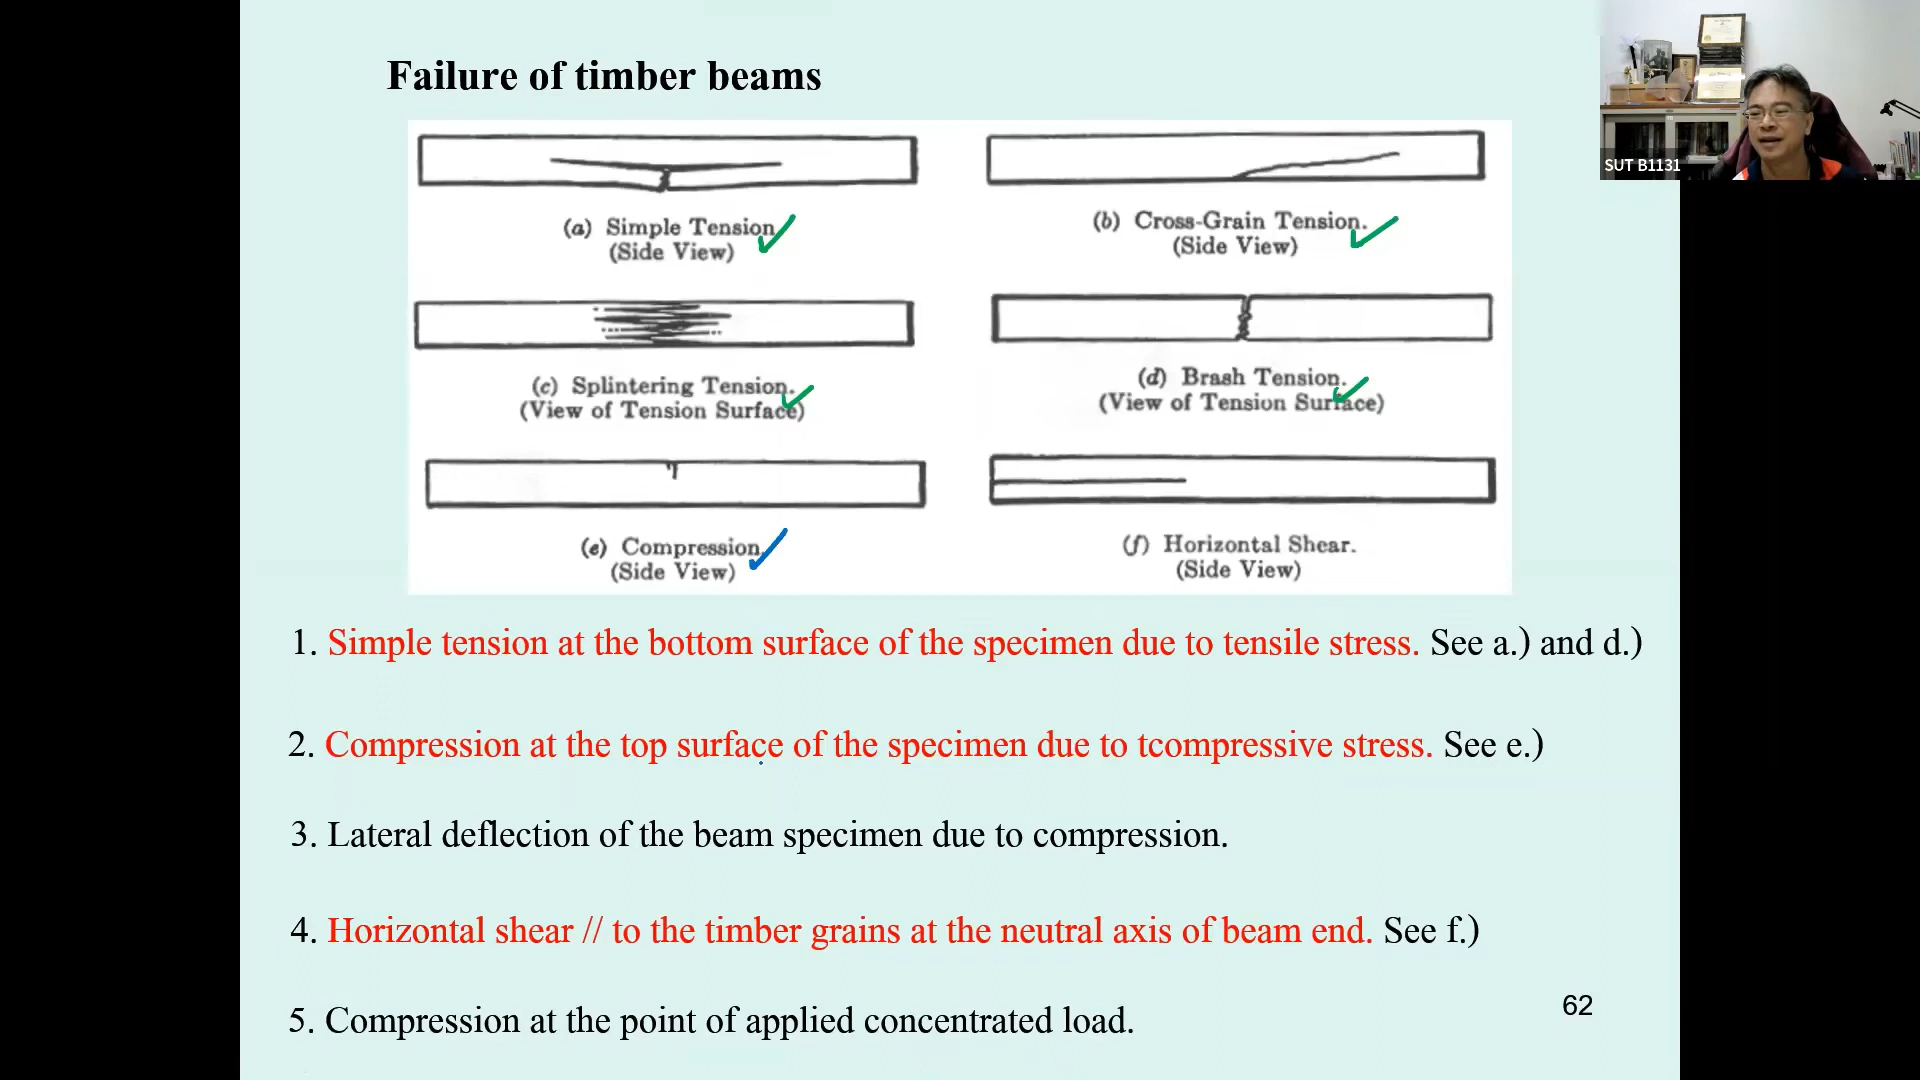 Failure of timber beams
SUT B1131
(a) Simple Tension
(Side View)
(b) Cross-Grain Tension.
(Side View)
(c) Splintering Tension.
(View of Tension Surface)
(d) Brash Tension.
(View of Tension Surface)
(e) Compression
(Side View)
(f) Horizontal Shear.
(Side View)
1. Simple tension at the bottom surface of the specimen due to tensile stress. See a.) and d.)
2. Compression at the top surface of the specimen due to tcompressive stress. See e.)
3. Lateral deflection of the beam specimen due to compression.
4. Horizontal shear // to the timber grains at the neutral axis of beam end. See f.)
5. Compression at the point of applied concentrated load.
62